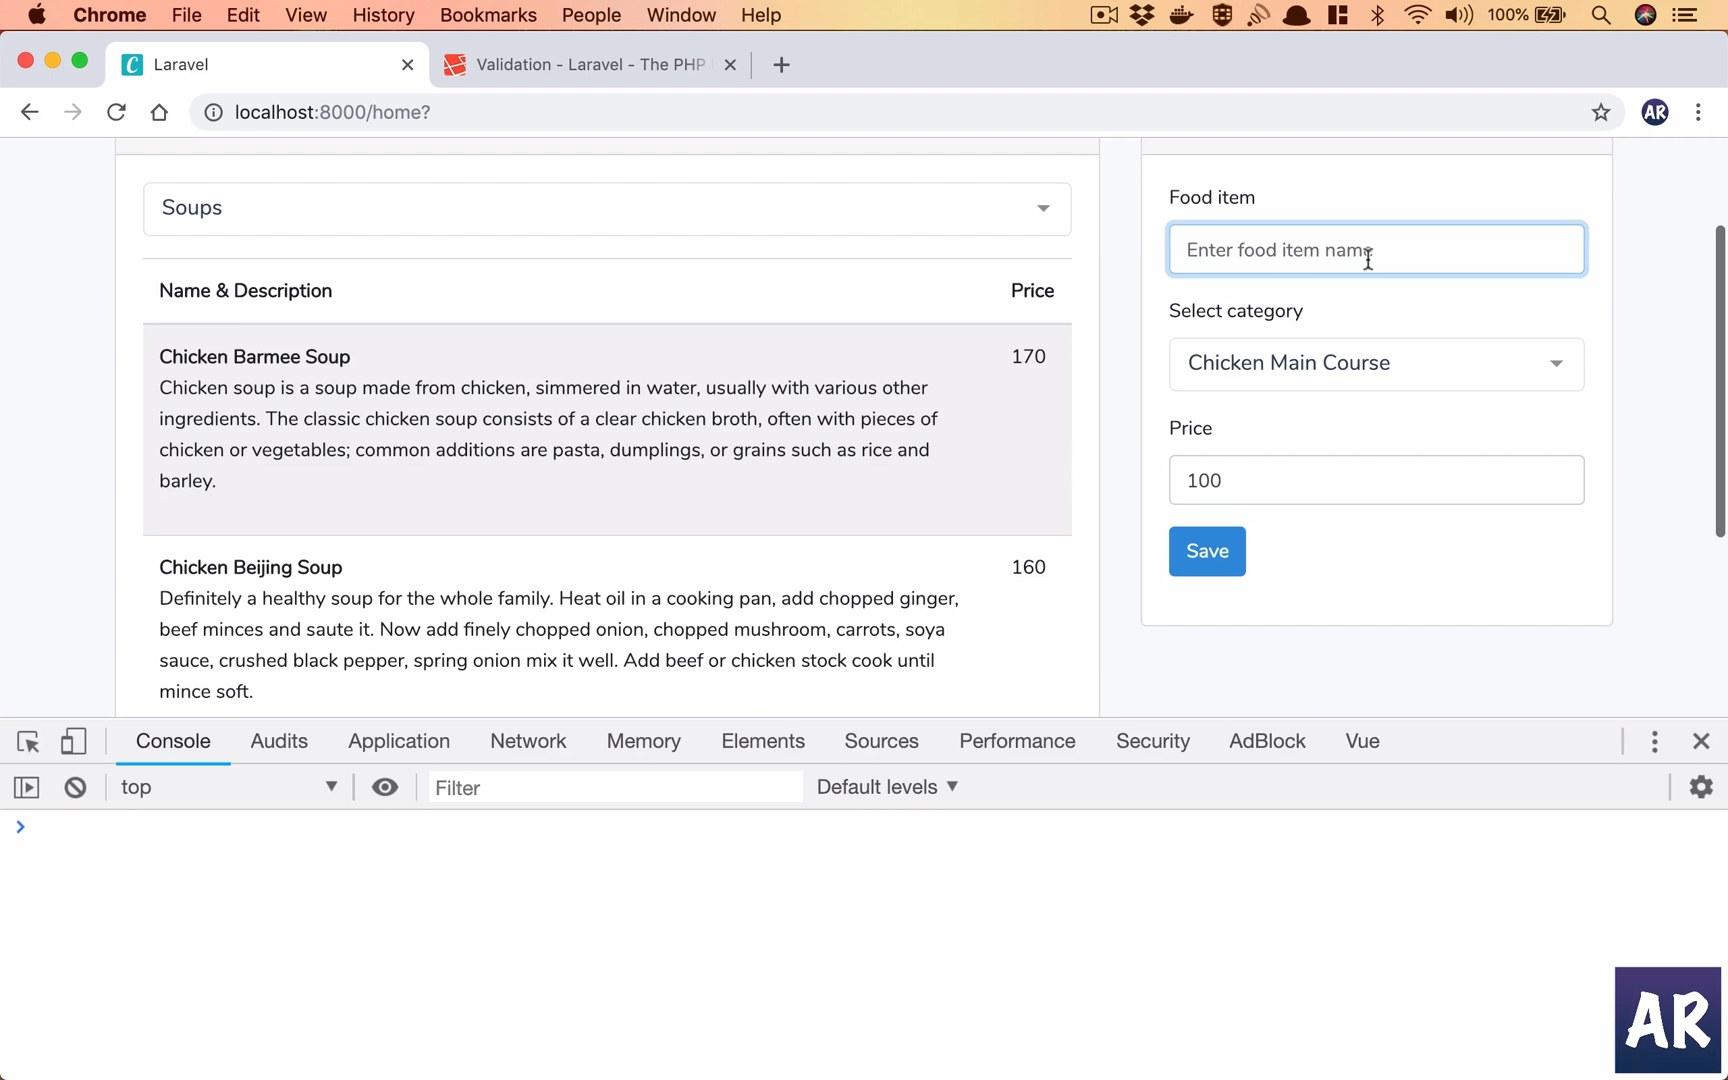 Chrome File Edit View History Bookmarks People Window Help 100%
Laravel Validation - Laravel - The PHP
localhost:8000/home? AR
Soups
Name & Description Price
Chicken Barmee Soup 170
Chicken soup is a soup made from chicken, simmered in water, usually with various other
ingredients. The classic chicken soup consists of a clear chicken broth, often with pieces of
chicken or vegetables; common additions are pasta, dumplings, or grains such as rice and
barley.
Chicken Beijing Soup 160
Definitely a healthy soup for the whole family. Heat oil in a cooking pan, add chopped ginger,
beef minces and saute it. Now add finely chopped onion, chopped mushroom, carrots, soya
sauce, crushed black pepper, spring onion mix it well. Add beef or chicken stock cook until
mince soft.
Food item
Enter food item name
Select category
Chicken Main Course
Price
100
Save
Console Audits Application Network Memory Elements Sources Performance Security AdBlock Vue
top Filter Default levels
AR